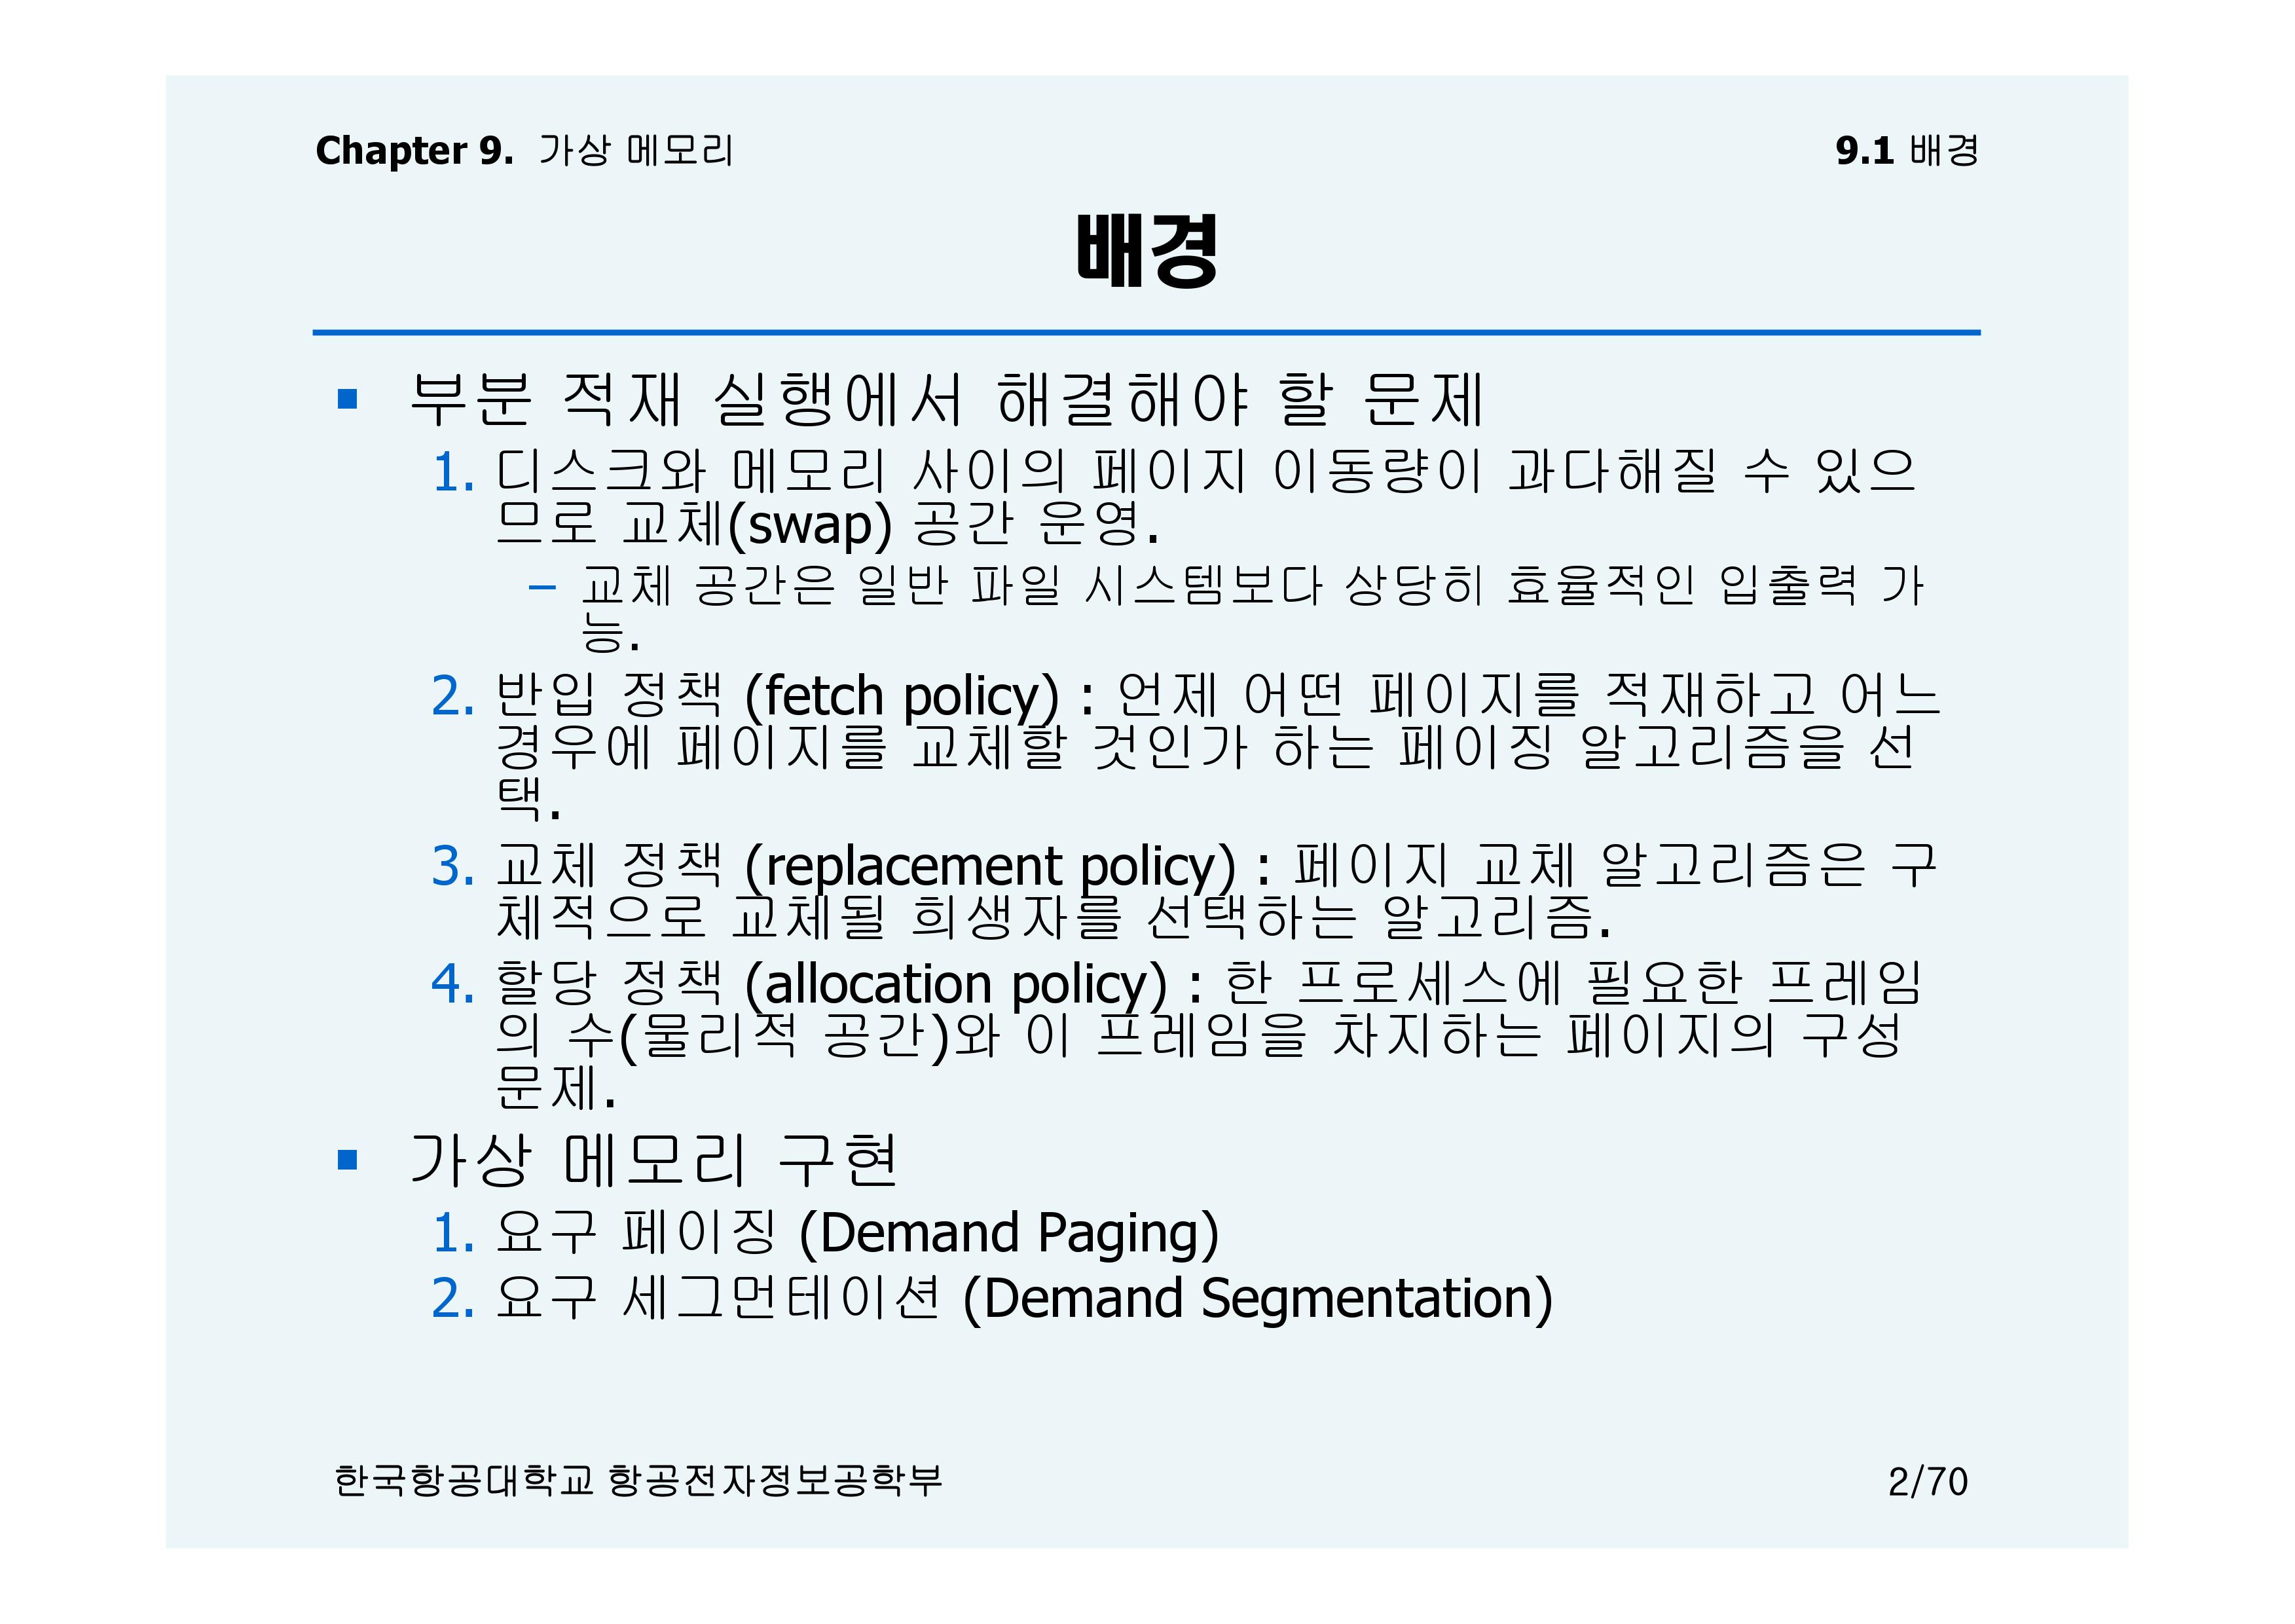 Chapter 9. 가상 메모리
9.1 배경
배경
▪ 부분 적재 실행에서 해결해야 할 문제
1. 디스크와 메모리 사이의 페이지 이동량이 과다해질 수 있으
므로 교체(swap) 공간 운영.
– 교체 공간은 일반 파일 시스템보다 상당히 효율적인 입출력 가
능.
2. 반입 정책 (fetch policy) : 언제 어떤 페이지를 적재하고 어느
경우에 페이지를 교체할 것인가 하는 페이징 알고리즘을 선
택.
3. 교체 정책 (replacement policy) : 페이지 교체 알고리즘은 구
체적으로 교체될 희생자를 선택하는 알고리즘.
4. 할당 정책 (allocation policy) : 한 프로세스에 필요한 프레임
의 수(물리적 공간)와 이 프레임을 차지하는 페이지의 구성
문제.
▪ 가상 메모리 구현
1. 요구 페이징 (Demand Paging)
2. 요구 세그먼테이션 (Demand Segmentation)
한국항공대학교 항공전자정보공학부
2/70